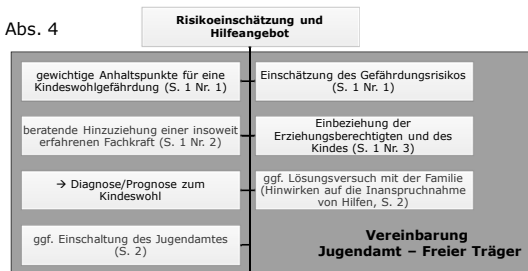 Abs. 4
Risikoeinschätzung und
Hilfeangebot
gewichtige Anhaltspunkte für eine
Kindeswohlgefährdung (S. 1 Nr. 1)
Einschätzung des Gefährdungsrisikos
(S. 1 Nr. 1)
beratende Hinzuziehung einer insoweit
erfahrenen Fachkraft (S. 1 Nr. 2)
Einbeziehung der
Erziehungsberechtigten und des
Kindes (S. 1 Nr. 3)
→ Diagnose/Prognose zum
Kindeswohl
ggf. Lösungsversuch mit der Familie
(Hinwirken auf die Inanspruchnahme
von Hilfen, S. 2)
ggf. Einschaltung des Jugendamtes
(S. 2)
Vereinbarung
Jugendamt – Freier Träger